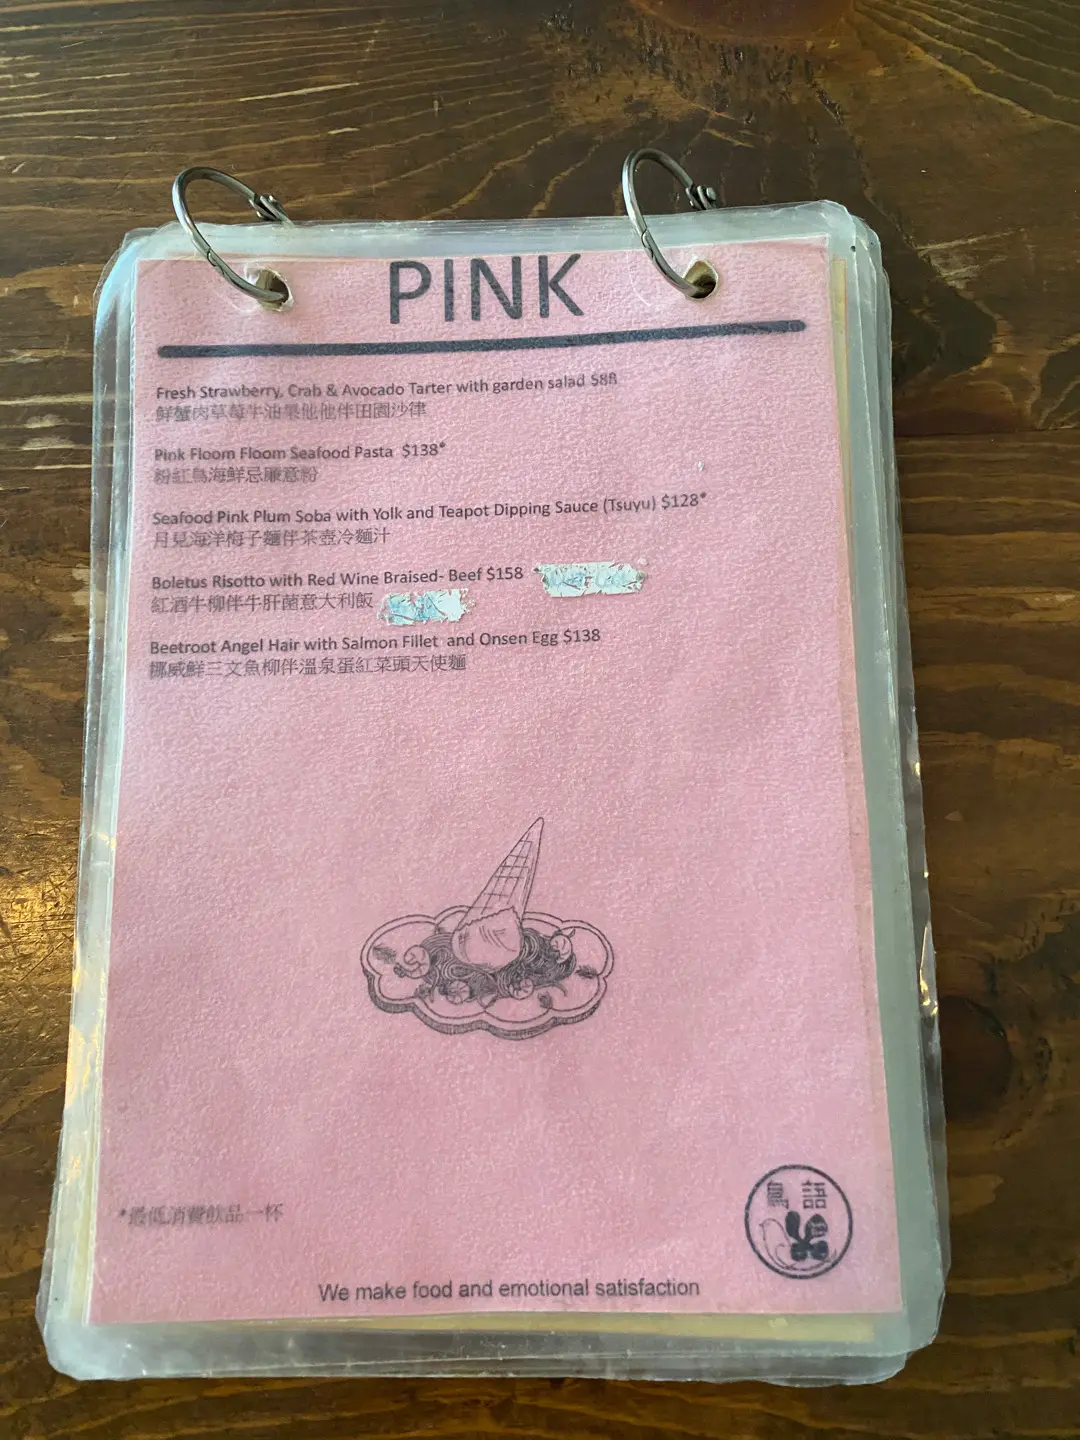 PINK
Fresh Strawberry, Crab & Avocado Tarter with garden salad $88
鮮蟹肉草莓牛油果他他伴田園沙律
Pink Floom Floom Seafood Pasta $138*
粉紅鳥海鮮忌廉意粉
Seafood Pink Plum Soba with Yolk and Teapot Dipping Sauce (Tsuyu) $128*
月見海洋梅子麵伴茶壺冷麵汁
Boletus Risotto with Red Wine Braised- Beef $158 *
紅酒牛柳伴牛肝菌意大利飯
Beetroot Angel Hair with Salmon Fillet and Onsen Egg $138
挪威鮮三文魚柳伴溫泉蛋紅菜頭天使麵
*最低消費飲品一杯
語
We make food and emotional satisfaction